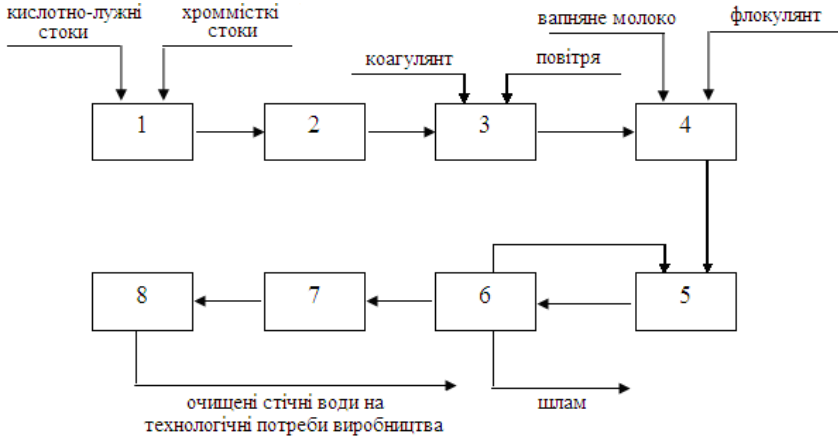 кислотно-лужні
стоки
хроммісткі
стоки
коагулянт
повітря
вапняне молоко
флокулянт
1
2
3
4
8
7
6
5
очищені стічні води на
технологічні потреби виробництва
шлам